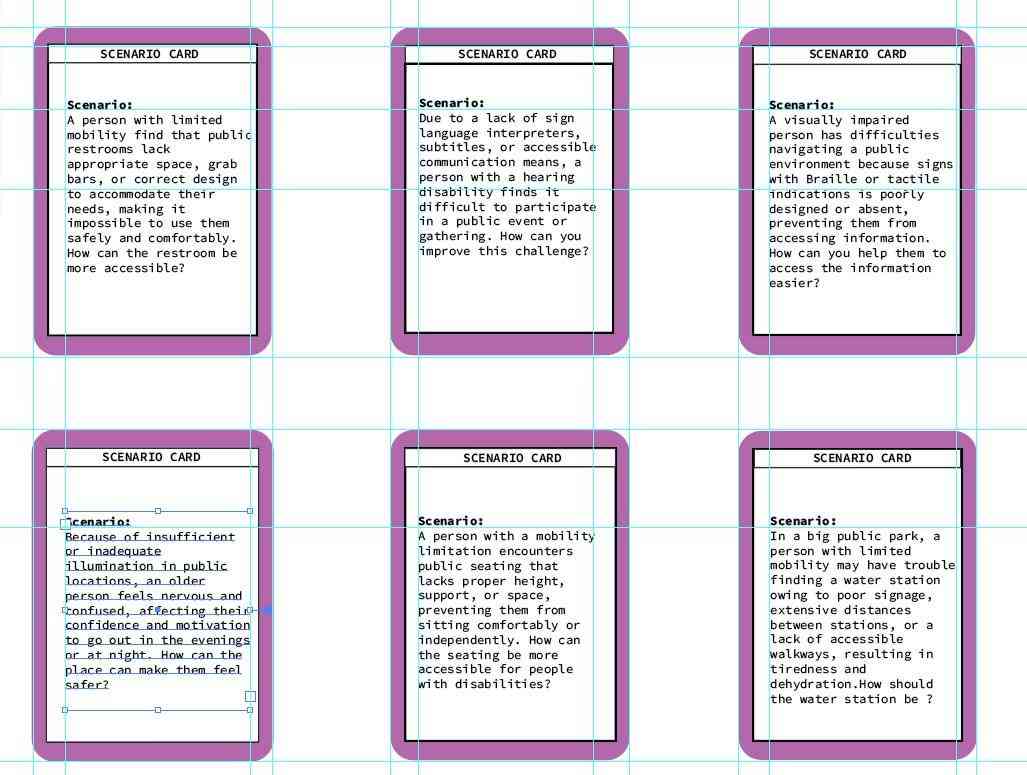 SCENARIO CARD
Scenario:
A person with limited
mobility find that public
restrooms lack
appropriate space, grab
bars, or correct design
to accommodate their
needs, making it
impossible to use them
safely and comfortably.
How can the restroom be
more accessible?
SCENARIO CARD
Scenario:
Due to a lack of sign
language interpreters,
subtitles, or accessible
communication means, a
person with a hearing
disability finds it
difficult to participate
in a public event or
gathering. How can you
improve this challenge?
SCENARIO CARD
Scenario:
A visually impaired
person has difficulties
navigating a public
environment because signs
with Braille or tactile
indications is poorly
designed or absent,
preventing them from
accessing information.
How can you help them to
access the information
easier?
SCENARIO CARD
Scenario:
Because of insufficient
or inadequate
illumination in public
locations, an older
person feels nervous and
confused, affecting their
confidence and motivation
to go out in the evenings
or at night. How can the
place can make them feel
safer?
SCENARIO CARD
Scenario:
A person with a mobility
limitation encounters
public seating that
lacks proper height,
support, or space,
preventing them from
sitting comfortably or
independently. How can
the seating be more
accessible for people
with disabilities?
SCENARIO CARD
Scenario:
In a big public park, a
person with limited
mobility may have trouble
finding a water station
owing to poor signage,
extensive distances
between stations, or a
lack of accessible
walkways, resulting in
tiredness and
dehydration.How should
the water station be ?